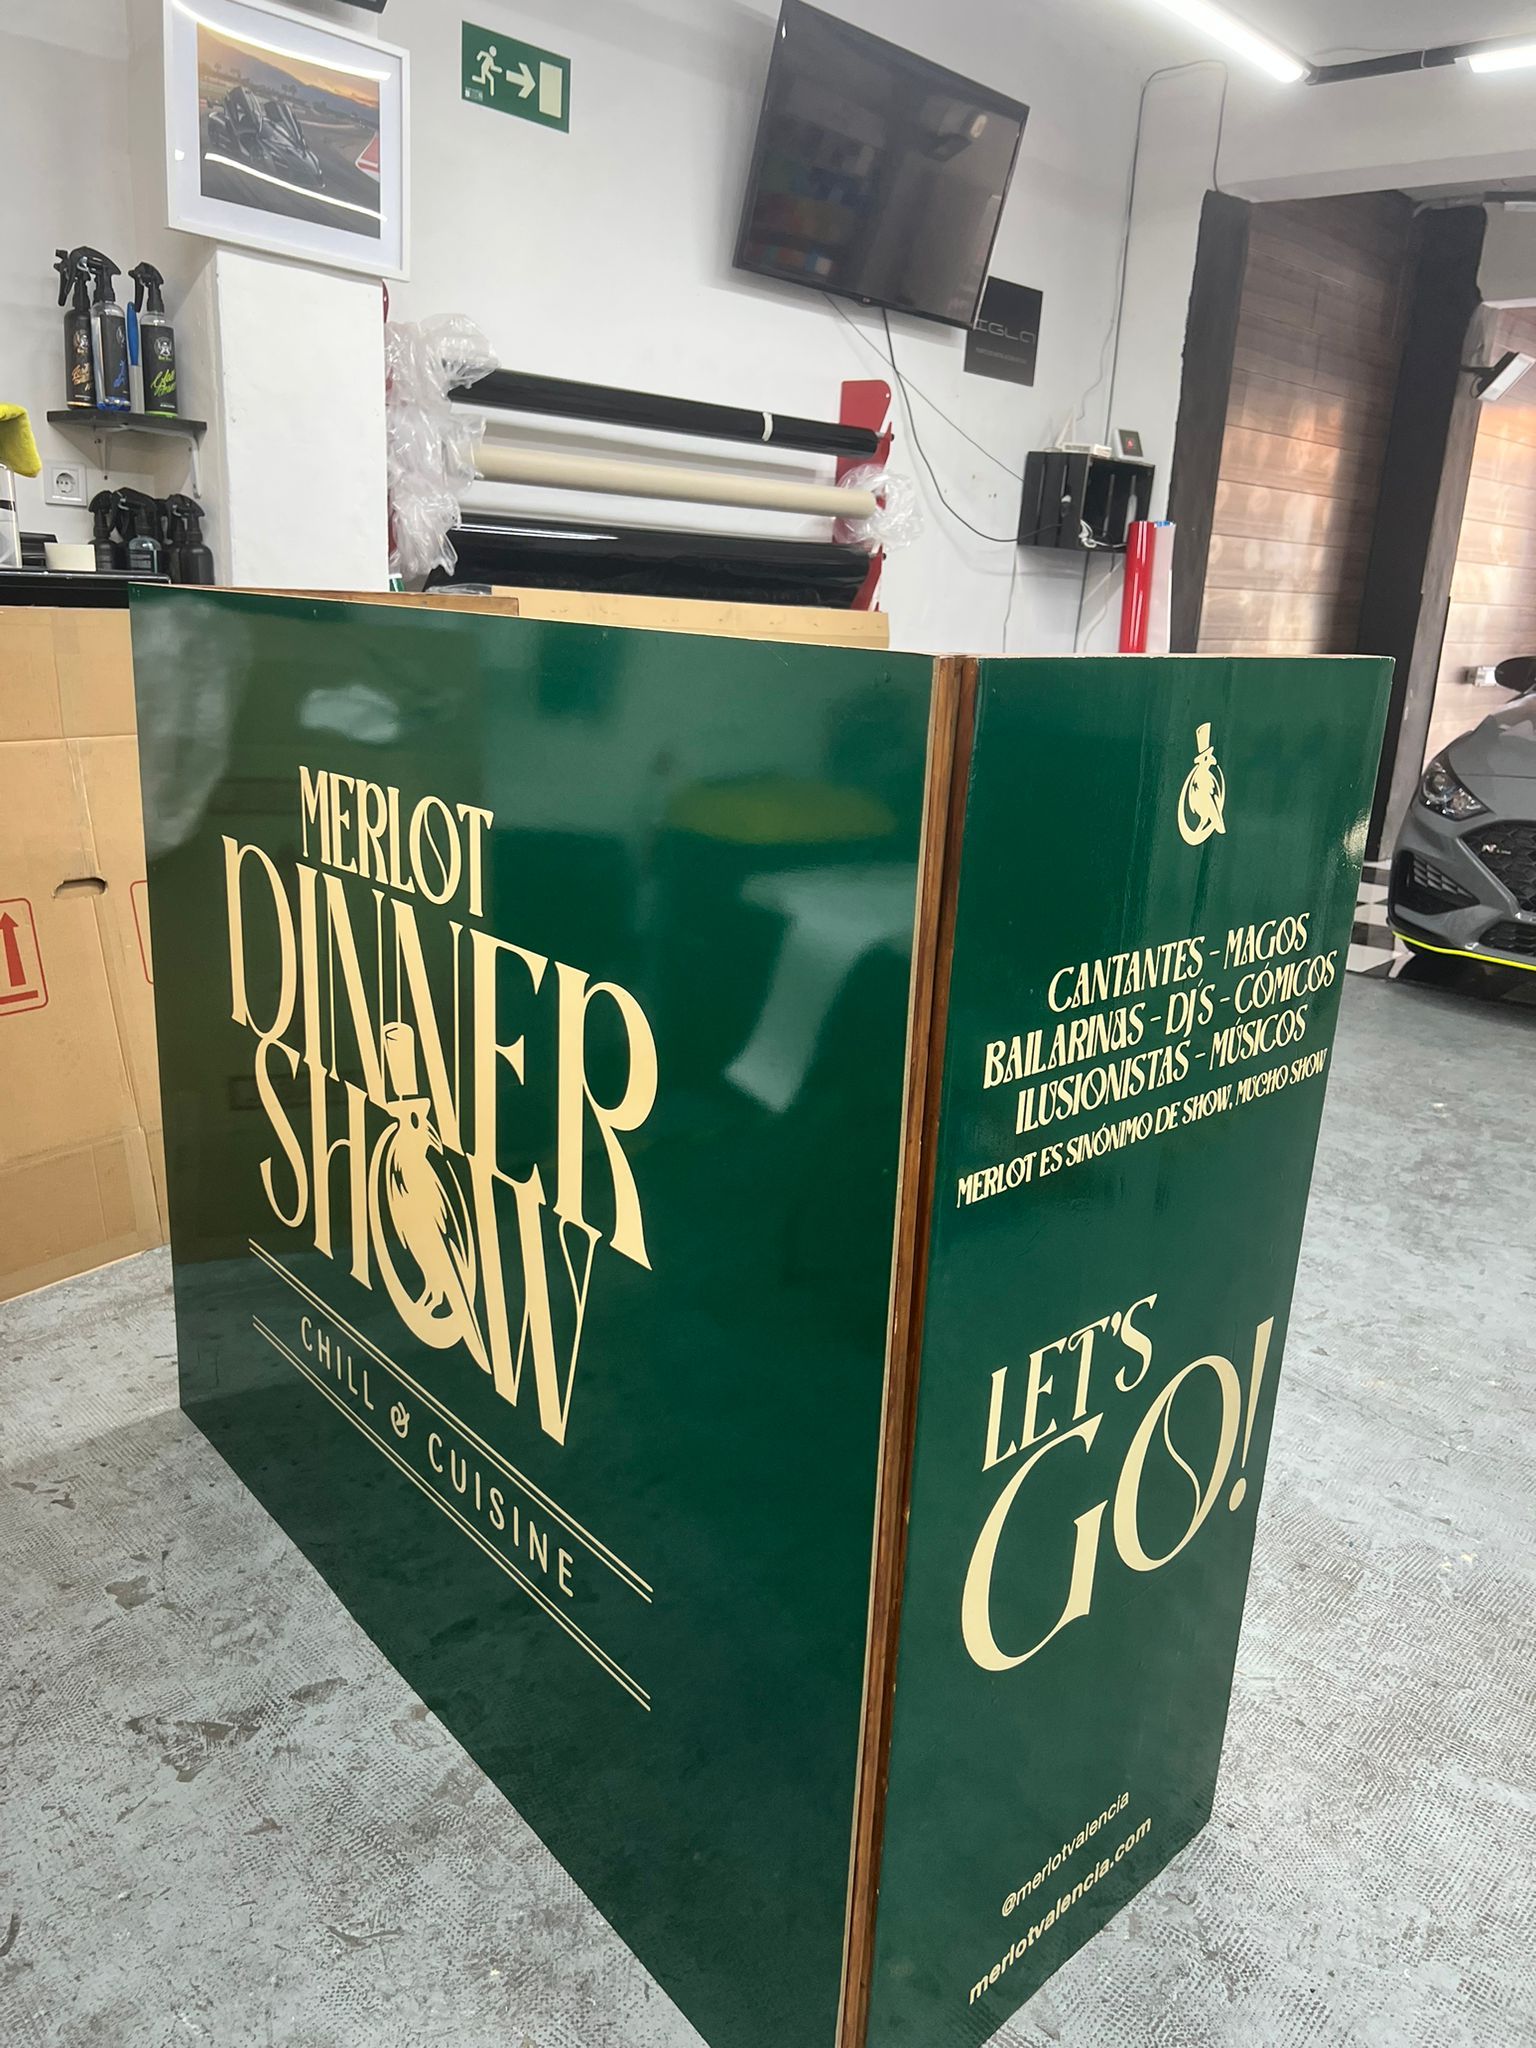 MERLOT
DINNER
SHOW
CHILL & CUISINE
CANTANTES - MAGOS
BAILARINAS - DJ'S - CÓMICOS
ILUSIONISTAS - MÚSICOS
MERLOT ES SINÓNIMO DE SHOW, MUCHO SHOW
LET'S
GO!
@merlotvalencia
merlotvalencia.com
IGLA